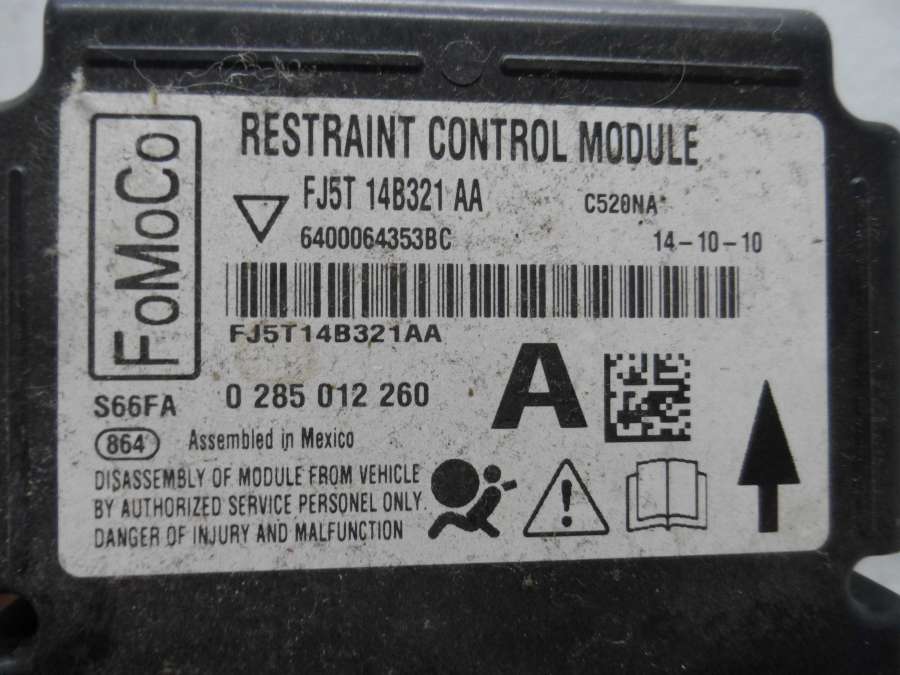 FoMoCo
RESTRAINT CONTROL MODULE
FJ5T 14B321 AA C520NA
6400064353BC 14-10-10
FJ5T14B321AA
A
S66FA 0 285 012 260
864 Assembled in Mexico
DISASSEMBLY OF MODULE FROM VEHICLE
BY AUTHORIZED SERVICE PERSONEL ONLY.
DANGER OF INJURY AND MALFUNCTION